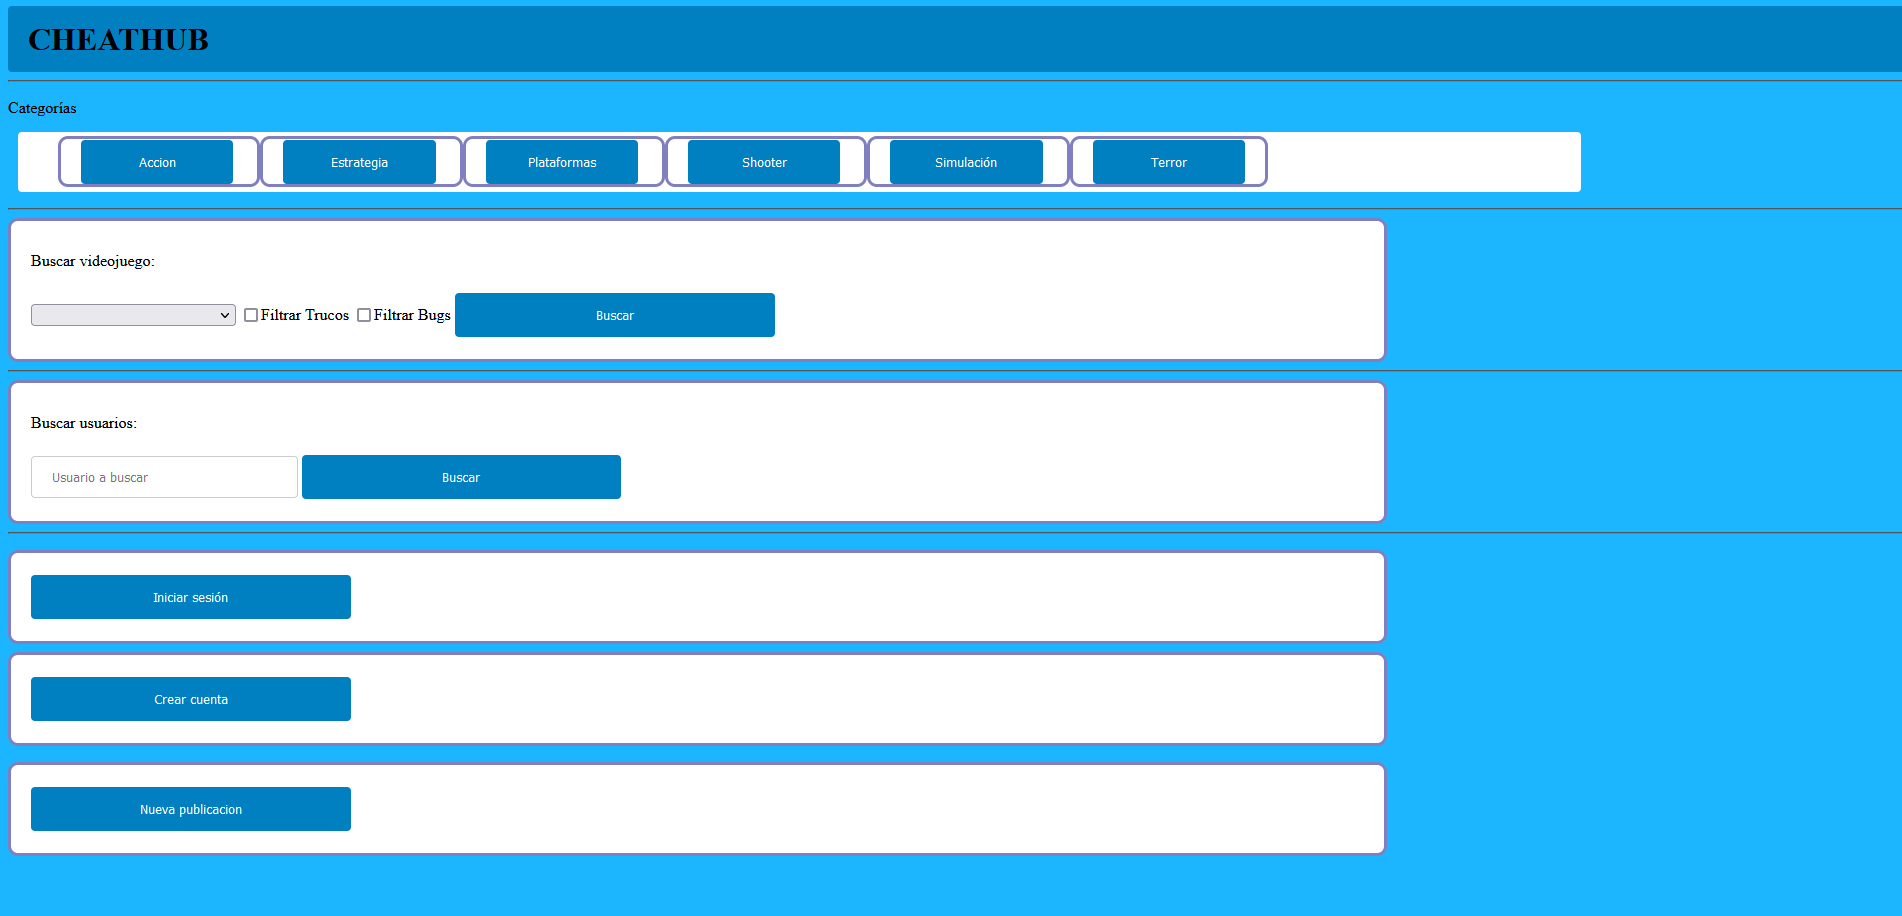 CHEATHUB
Categorías
Accion Estrategia Plataformas Shooter Simulación Terror
Buscar videojuego:
Filtrar Trucos Filtrar Bugs Buscar
Buscar usuarios:
Usuario a buscar Buscar
Iniciar sesión
Crear cuenta
Nueva publicacion